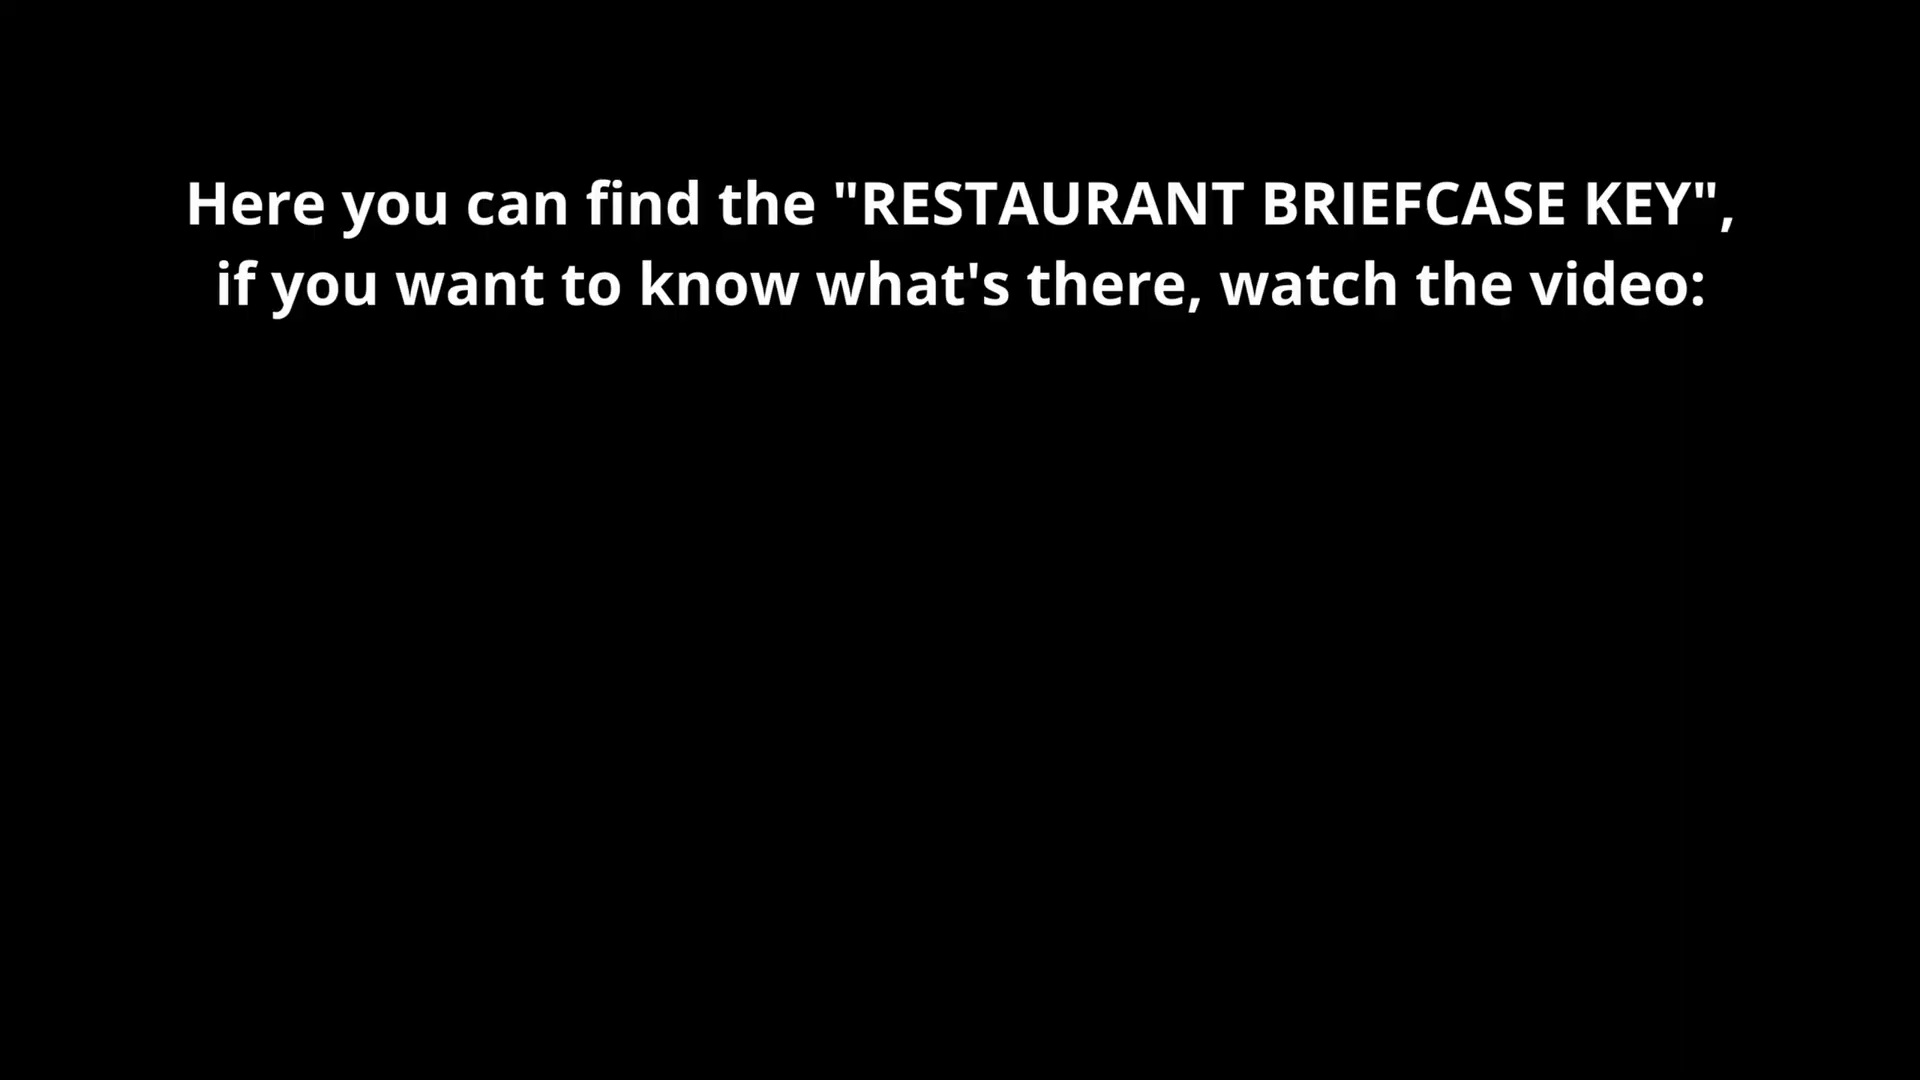 Here you can find the "RESTAURANT BRIEFCASE KEY",
if you want to know what's there, watch the video: